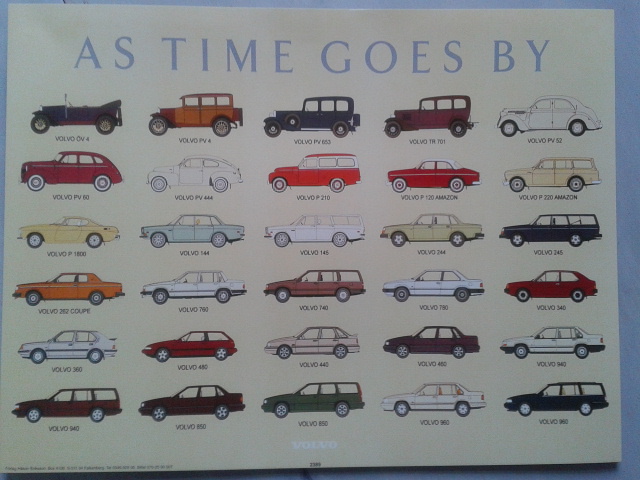 AS TIME GOES BY
VOLVO ÖV 4
VOLVO PV 4
VOLVO PV 653
VOLVO TR 701
VOLVO PV 52
VOLVO PV 60
VOLVO PV 444
VOLVO P 210
VOLVO P 120 AMAZON
VOLVO P 220 AMAZON
VOLVO P 1800
VOLVO 144
VOLVO 145
VOLVO 244
VOLVO 245
VOLVO 262 COUPE
VOLVO 760
VOLVO 740
VOLVO 780
VOLVO 340
VOLVO 360
VOLVO 480
VOLVO 440
VOLVO 460
VOLVO 940
VOLVO 940
VOLVO 850
VOLVO 850
VOLVO 960
VOLVO 960
VOLVO